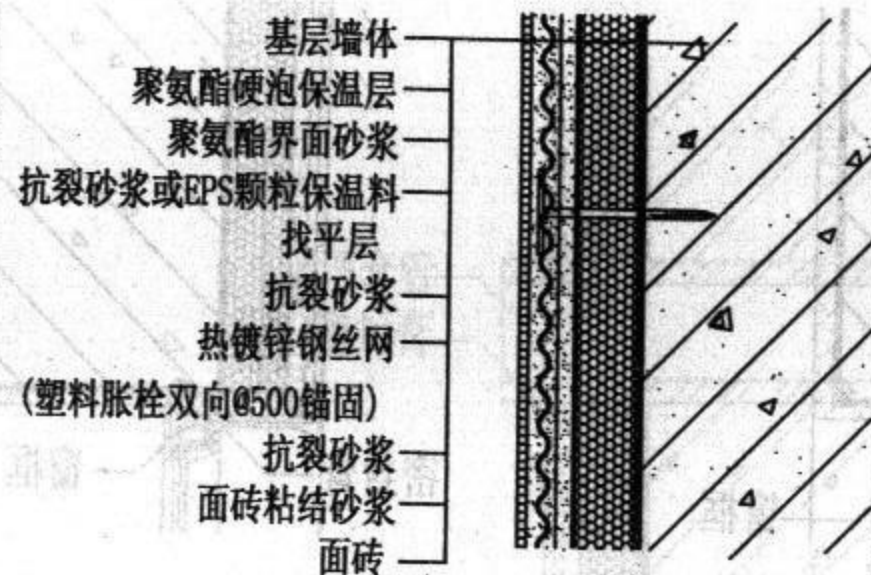 基层墙体
聚氨酯硬泡保温层
聚氨酯界面砂浆
抗裂砂浆或EPS颗粒保温料
找平层
抗裂砂浆
热镀锌钢丝网
(塑料胀栓双向@500锚固)
抗裂砂浆
面砖粘结砂浆
面砖